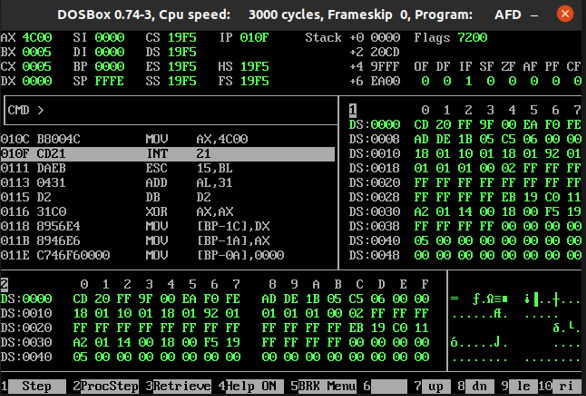 DOSBox 0.74-3, Cpu speed: 3000 cycles, Frameskip 0, Program: AFD
AX 4C00 SI 0000 CS 19F5 IP 010F Stack +0 0000 Flags 7200
BX 0005 DI 0000 DS 19F5 +2 20CD
CX 0005 BP 0000 ES 19F5 HS 19F5 +4 9FFF OF DF IF SF ZF AF PF CF
DX 0000 SP FFFE SS 19F5 FS 19F5 +6 EA00 0 0 1 0 0 0 0 0
CMD >
010C B8004C MOV AX,4C00
010F CD21 INT 21
0111 DAEB ESC 15,BL
0113 0431 ADD AL,31
0115 D2 DB D2
0116 31C0 XOR AX,AX
0118 8956E4 MOV [BP-1C],DX
011B 8946E6 MOV [BP-1A],AX
011E C746F60000 MOV [BP-0A],0000
1 0 1 2 3 4 5 6 7
DS:0000 CD 20 FF 9F 00 EA F0 FE
DS:0008 AD DE 1B 05 C5 06 00 00
DS:0010 18 01 10 01 18 01 92 01
DS:0018 01 01 01 00 02 FF FF FF
DS:0020 FF FF FF FF FF FF FF FF
DS:0028 FF FF FF FF EB 19 C0 11
DS:0030 A2 01 14 00 18 00 F5 19
DS:0038 FF FF FF FF 00 00 00 00
DS:0040 05 00 00 00 00 00 00 00
DS:0048 00 00 00 00 00 00 00 00
2 0 1 2 3 4 5 6 7 8 9 A B C D E F
DS:0000 CD 20 FF 9F 00 EA F0 FE AD DE 1B 05 C5 06 00 00
DS:0010 18 01 10 01 18 01 92 01 01 01 01 00 02 FF FF FF
DS:0020 FF FF FF FF FF FF FF FF FF FF FF FF EB 19 C0 11
DS:0030 A2 01 14 00 18 00 F5 19 FF FF FF FF 00 00 00 00
DS:0040 05 00 00 00 00 00 00 00 00 00 00 00 00 00 00 00
1 Step 2 ProcStep 3 Retrieve 4 Help ON 5 BRK Menu 6 7 up 8 dn 9 le 10 ri